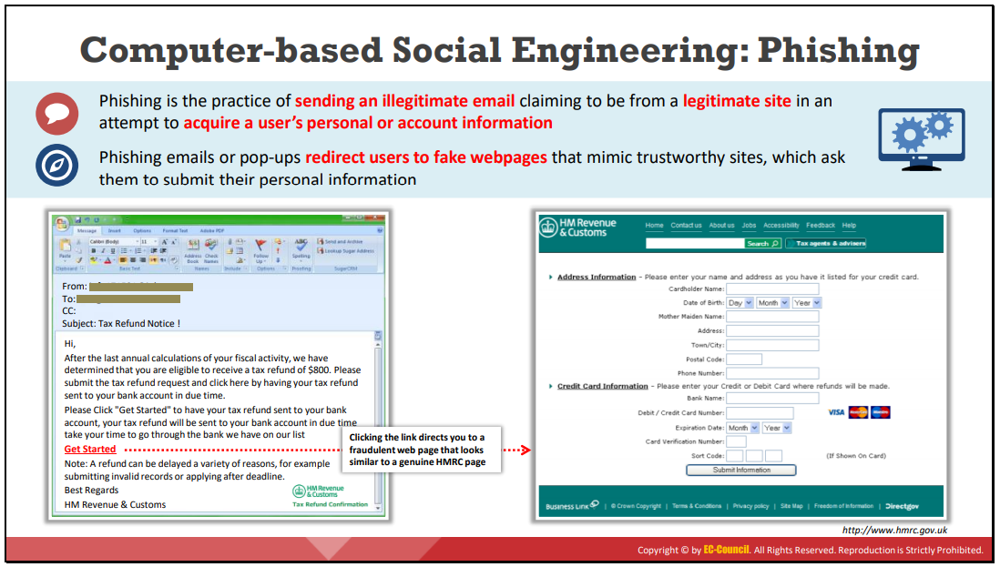 Computer-based Social Engineering: Phishing
Phishing is the practice of sending an illegitimate email claiming to be from a legitimate site in an
attempt to acquire a user's personal or account information
Phishing emails or pop-ups redirect users to fake webpages that mimic trustworthy sites, which ask
them to submit their personal information
Message Insert Options Format Text Adobe PDF
Calibri (Body) 11
Paste
Address Book
Check Names
Follow Up
Spelling
Send and Archive
Lookup Sugar Address
Clipboard Basic Text Names Include Options Proofing SugarCRM
From:
To:
CC:
Subject: Tax Refund Notice !
Hi,
After the last annual calculations of your fiscal activity, we have
determined that you are eligible to receive a tax refund of $800. Please
submit the tax refund request and click here by having your tax refund
sent to your bank account in due time.
Please Click "Get Started" to have your tax refund sent to your bank
account, your tax refund will be sent to your bank account in due time
take your time to go through the bank we have on our list
Get Started
Note: A refund can be delayed a variety of reasons, for example
submitting invalid records or applying after deadline.
Best Regards
HM Revenue & Customs
HM Revenue
& Customs
Tax Refund Confirmation
Clicking the link directs you to a
fraudulent web page that looks
similar to a genuine HMRC page
HM Revenue
& Customs
Home Contact us About us Jobs Accessibility Feedback Help
Search Tax agents & advisers
Address Information - Please enter your name and address as you have it listed for your credit card.
Cardholder Name:
Date of Birth: Day Month Year
Mother Maiden Name:
Address:
Town/City:
Postal Code:
Phone Number:
Credit Card Information - Please enter your Credit or Debit Card where refunds will be made.
Bank Name:
Debit / Credit Card Number: VISA
Expiration Date: Month Year
Card Verification Number:
Sort Code: (If Shown On Card)
Submit Information
Business Link | © Crown Copyright | Terms & Conditions | Privacy policy | Site Map | Freedom of Information | Directgov
http://www.hmrc.gov.uk
Copyright © by EC-Council. All Rights Reserved. Reproduction is Strictly Prohibited.